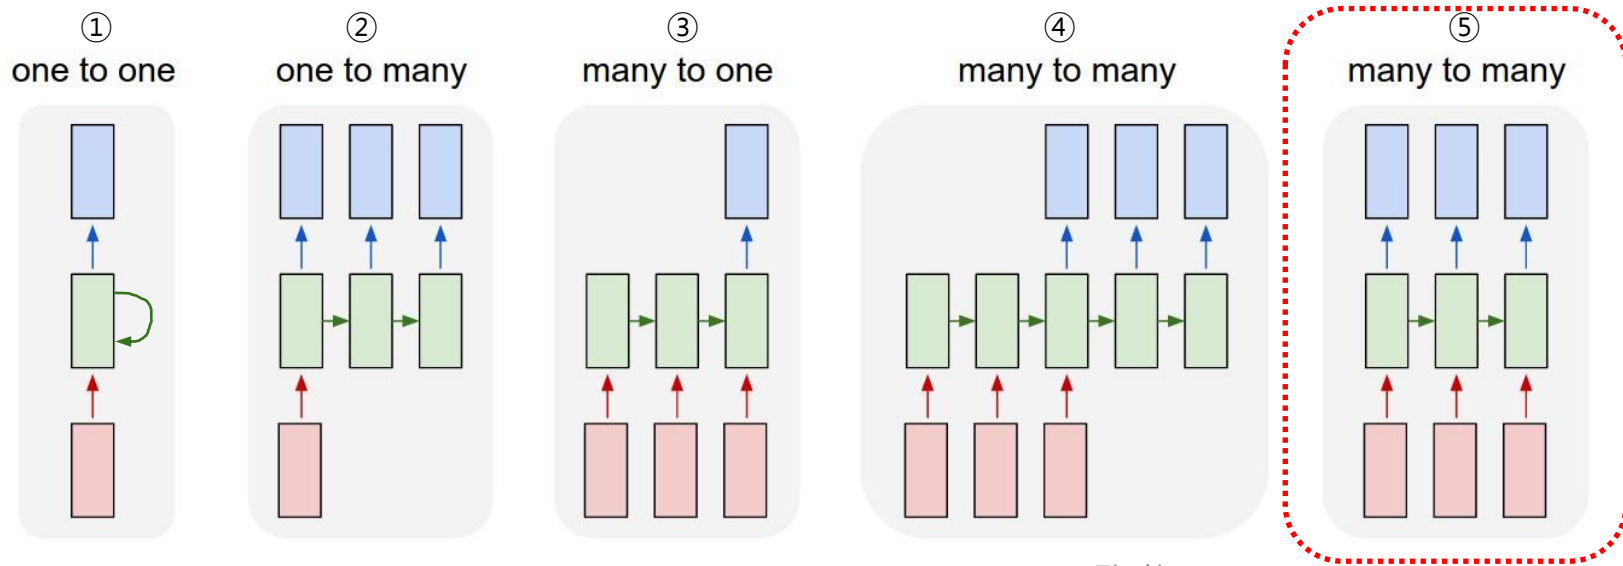 ①
one to one
②
one to many
③
many to one
④
many to many
⑤
many to many